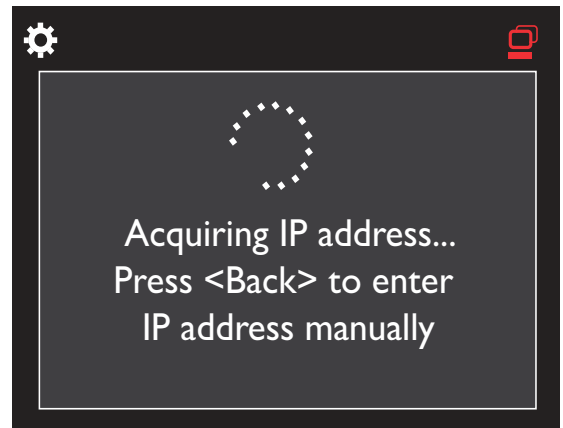 Acquiring IP address...
Press <Back> to enter
IP address manually